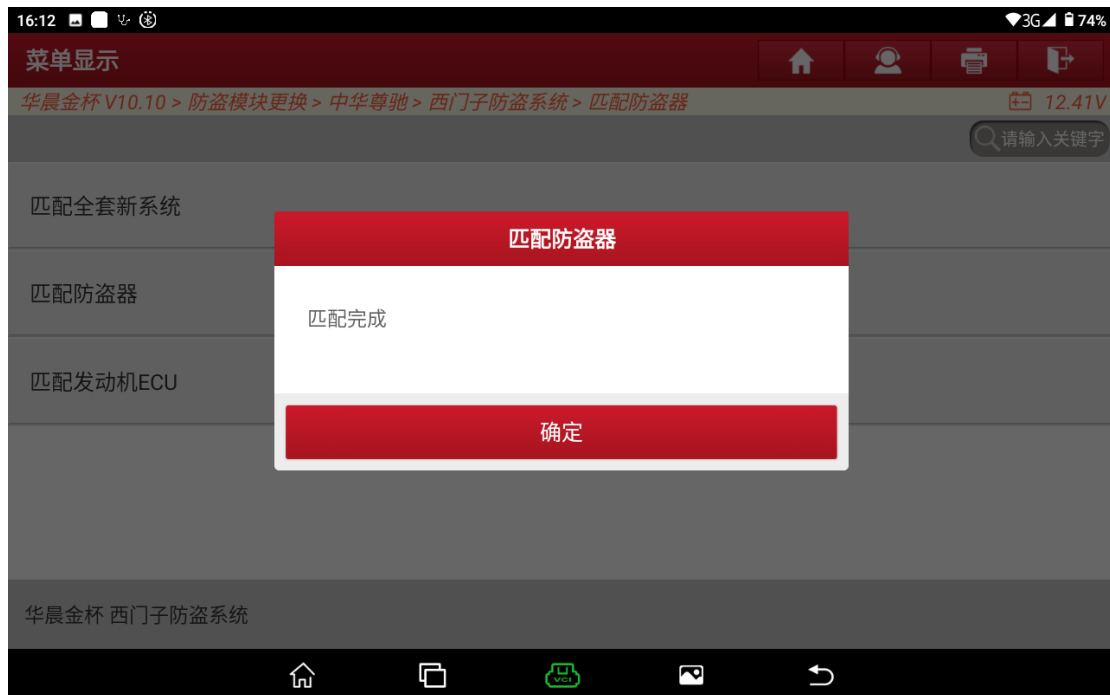 16:12 3G 74%
菜单显示
华晨金杯 V10.10 > 防盗模块更换 > 中华尊驰 > 西门子防盗系统 > 匹配防盗器 12.41V
请输入关键字
匹配全套新系统
匹配防盗器
匹配防盗器
匹配完成
匹配发动机ECU
确定
华晨金杯 西门子防盗系统
VCI